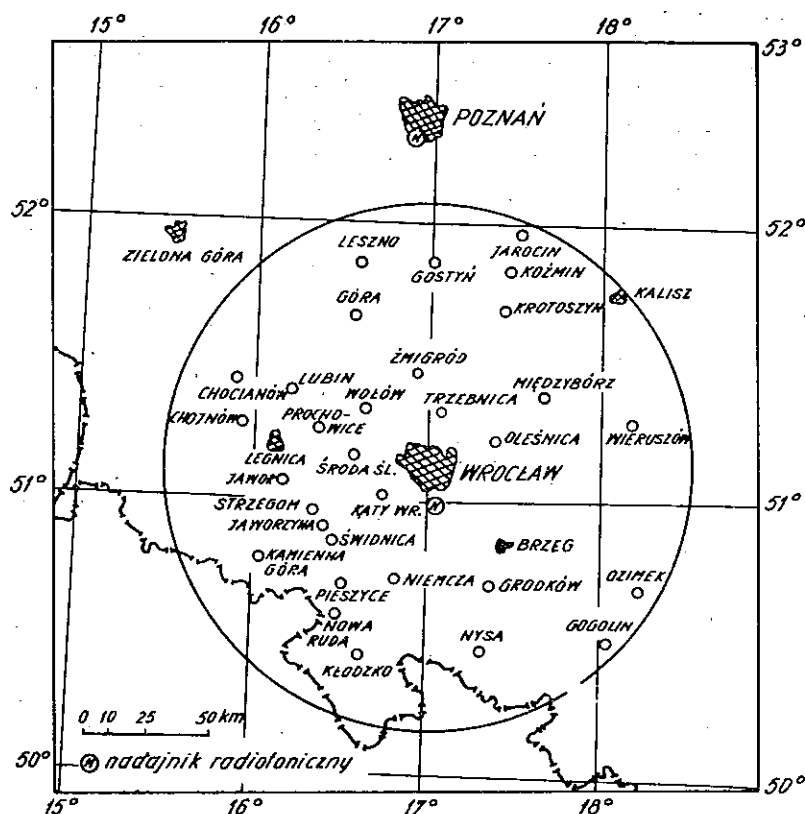 15° 16° 17° 18°
53°
POZNAŃ
N
52°
52°
ZIELONA GÓRA
LESZNO
GOSTYŃ
JAROCIN
KOŹMIN
GÓRA
KROTOSZYN
KALISZ
ŻMIGRÓD
CHOCIANÓW
LUBIN
WOŁÓW
TRZEBNICA
MIĘDZYBÓRZ
CHOJNÓW
PROCHO-
WICE
OLEŚNICA
WIERUSZÓW
LEGNICA
ŚRODA ŚL.
WROCŁAW
JAWOR
51°
51°
STRZEGOM
KĄTY WR.
N
JAWORZYNA
ŚWIDNICA
BRZEG
KAMIENNA
GÓRA
PIESZYCE
NIEMCZA
GRODKÓW
OZIMEK
NOWA
RUDA
NYSA
GOGOLIN
KŁODZKO
0 10 25 50 km
50°
N nadajnik radiofoniczny
50°
15° 16° 17° 18°